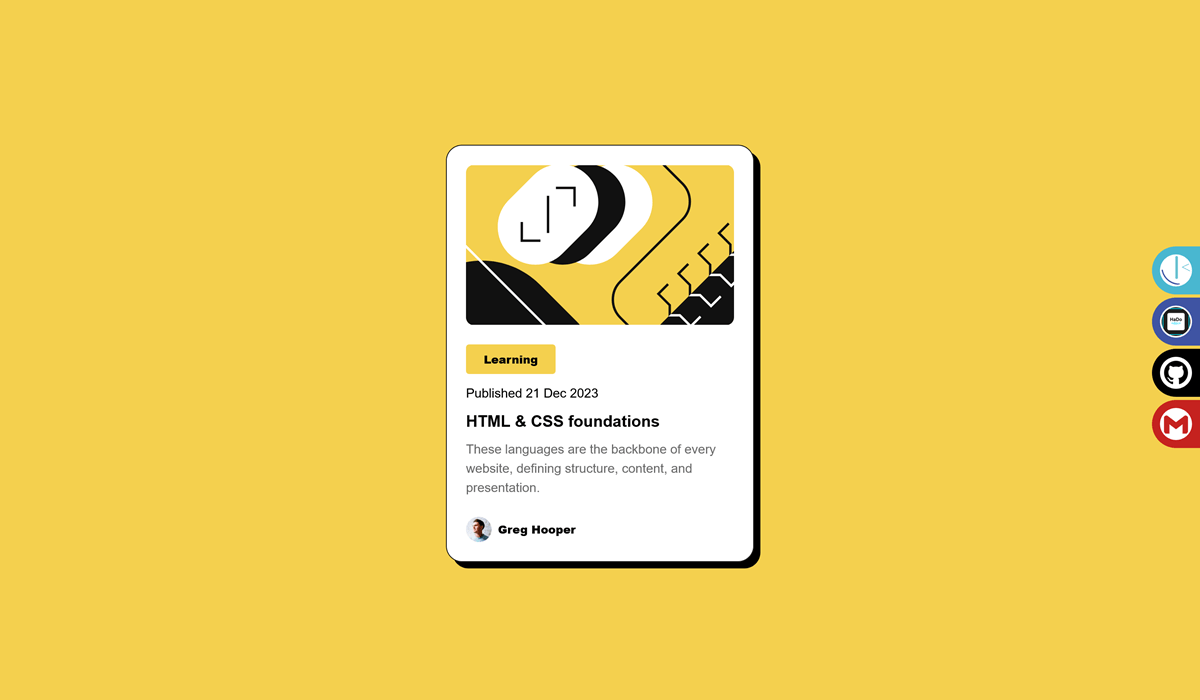 Learning
Published 21 Dec 2023
HTML & CSS foundations
These languages are the backbone of every
website, defining structure, content, and
presentation.
Greg Hooper
HaDo